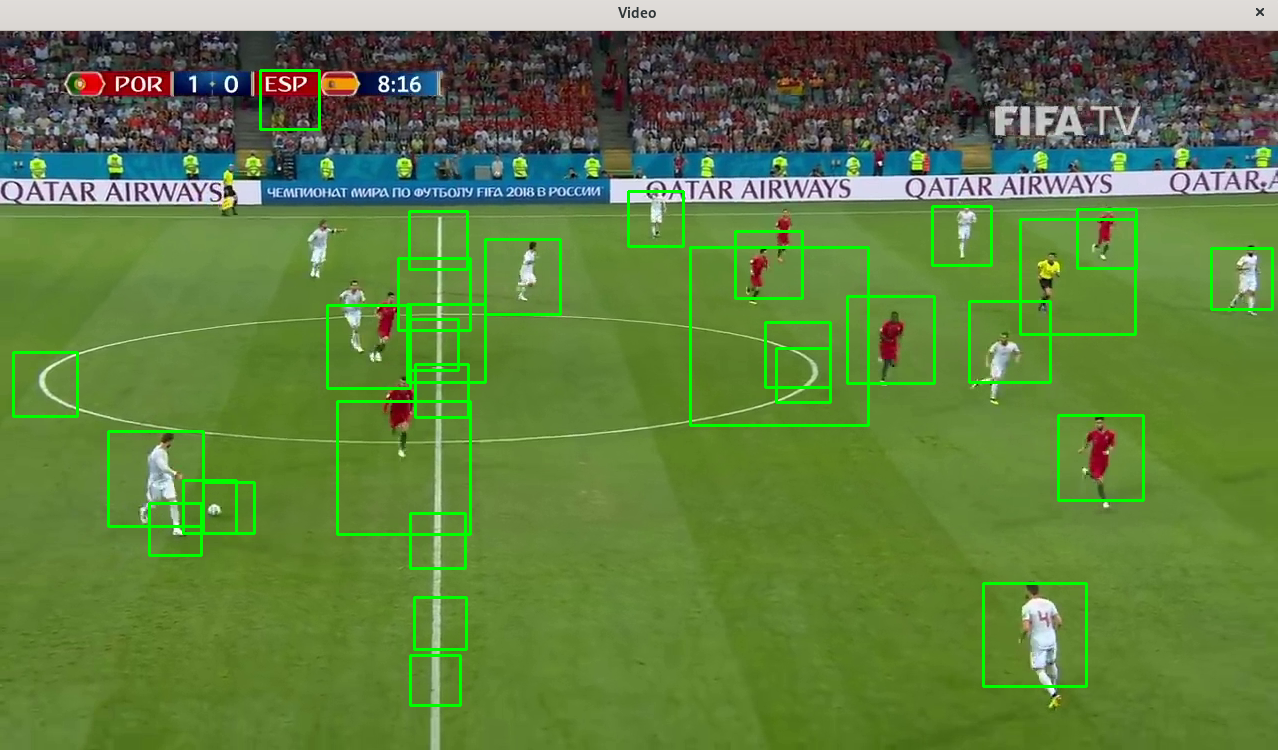 Video
POR 1 - 0 ESP 8:16
FIFA TV
QATAR AIRWAYS ЧЕМПИОНАТ МИРА ПО ФУТБОЛУ FIFA 2018 В РОССИИ QATAR AIRWAYS QATAR AIRWAYS QATAR A
4